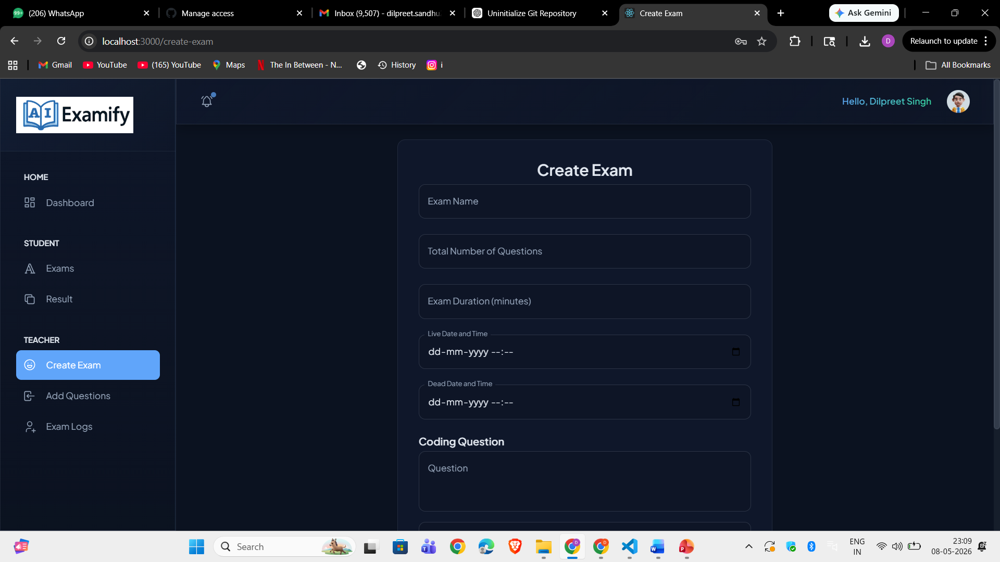 99+ (206) WhatsApp
Manage access
Inbox (9,507) - dilpreet.sandhu
Uninitialize Git Repository
Create Exam
Ask Gemini
localhost:3000/create-exam
D
Relaunch to update
Gmail
YouTube
(165) YouTube
Maps
The In Between - N...
History
i
All Bookmarks
AI Examify
Hello, Dilpreet Singh
HOME
Dashboard
STUDENT
Exams
Result
TEACHER
Create Exam
Add Questions
Exam Logs
Create Exam
Exam Name
Total Number of Questions
Exam Duration (minutes)
Live Date and Time
dd-mm-yyyy --:--
Dead Date and Time
dd-mm-yyyy --:--
Coding Question
Question
Search
ENG
IN
23:09
08-05-2026